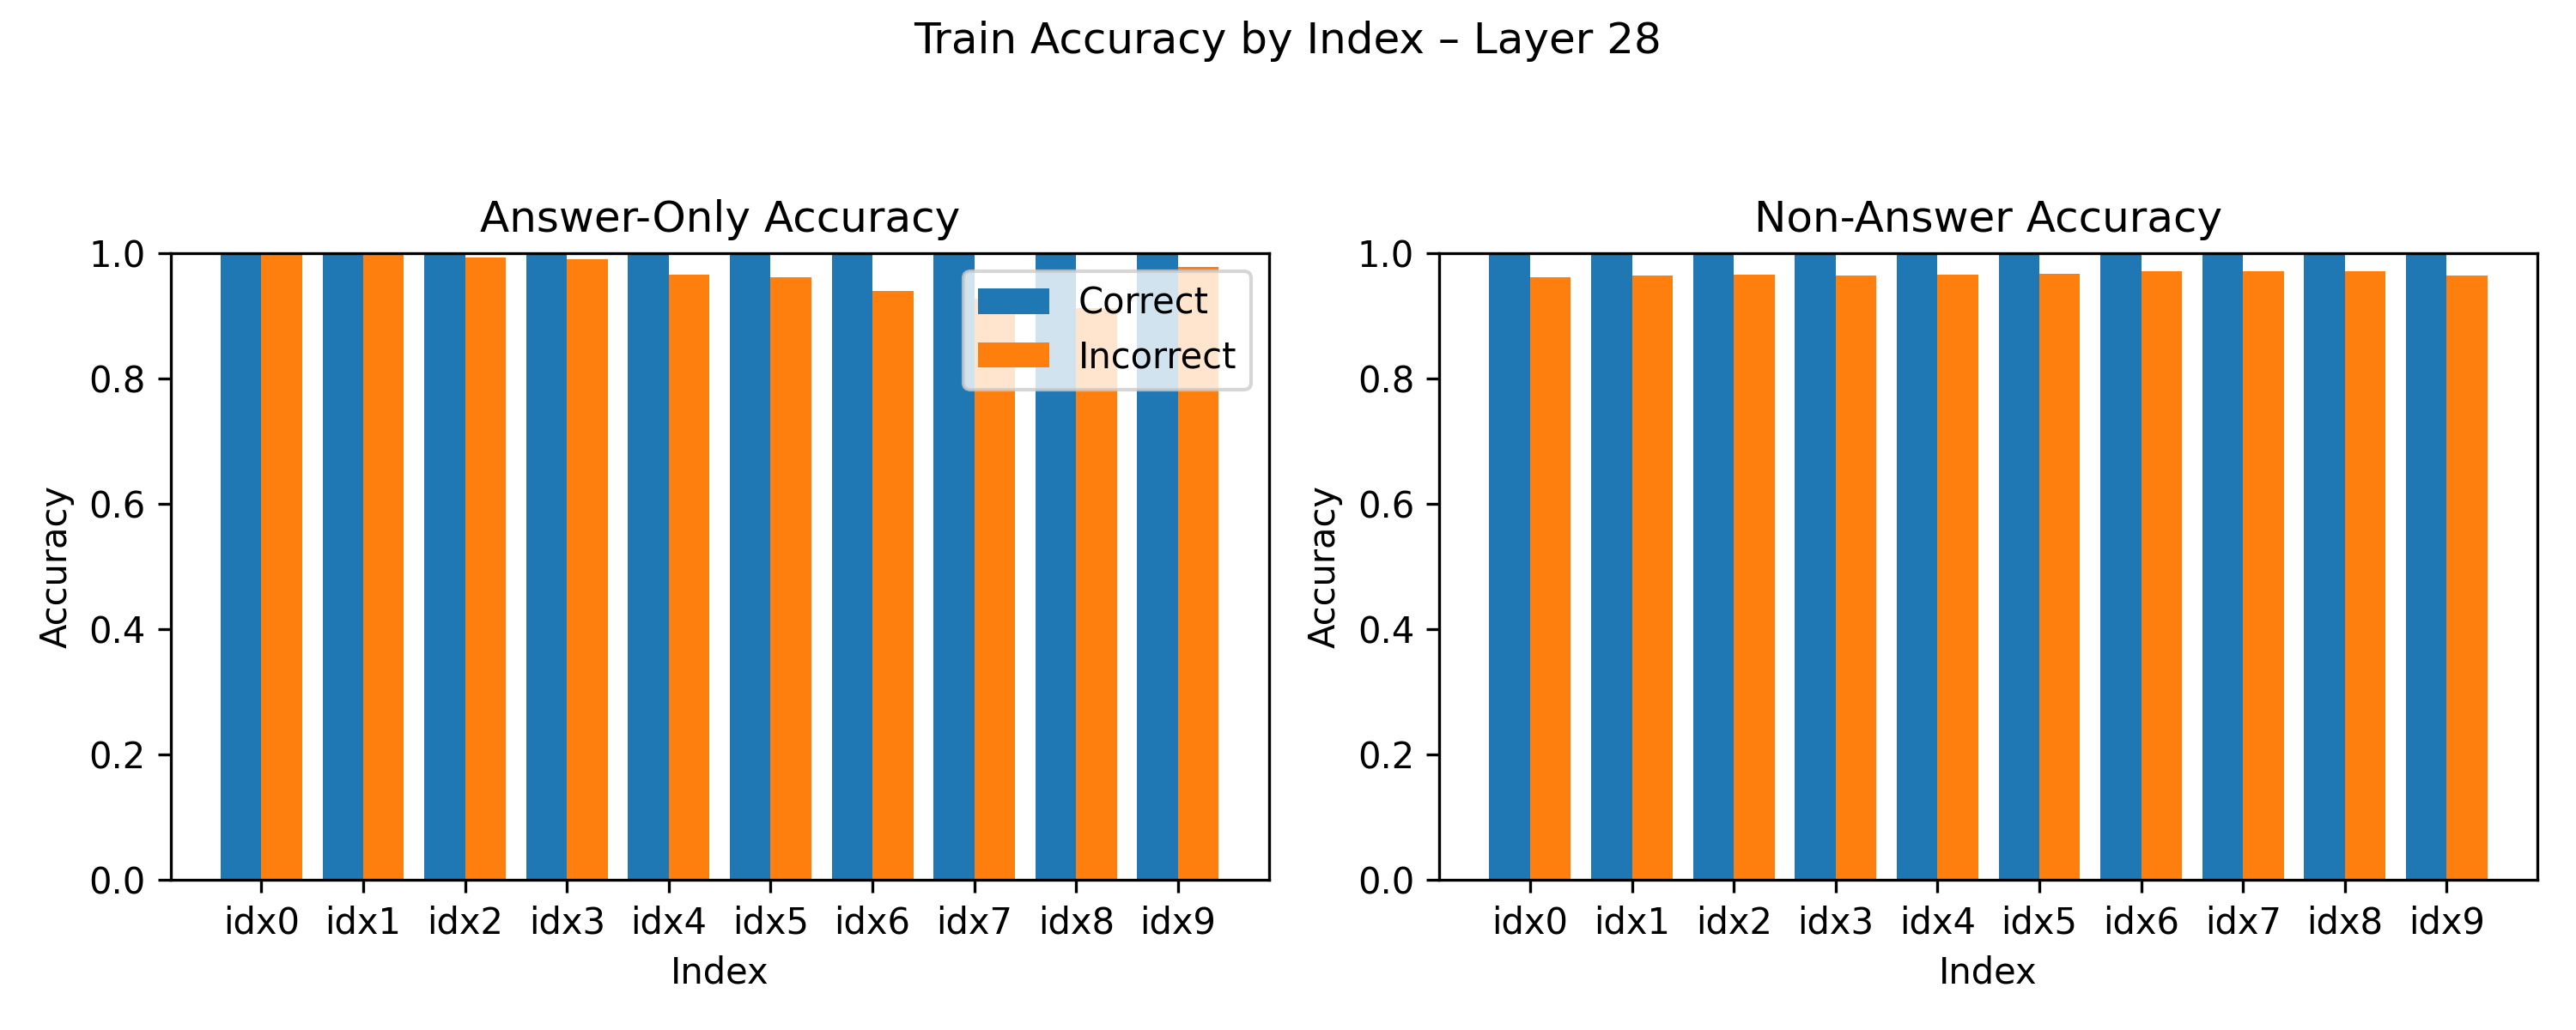 Train Accuracy by Index – Layer 28
Answer-Only Accuracy
1.0
0.8
0.6
0.4
0.2
0.0
Accuracy
Correct
Incorrect
idx0 idx1 idx2 idx3 idx4 idx5 idx6 idx7 idx8 idx9
Index
Non-Answer Accuracy
1.0
0.8
0.6
0.4
0.2
0.0
Accuracy
idx0 idx1 idx2 idx3 idx4 idx5 idx6 idx7 idx8 idx9
Index